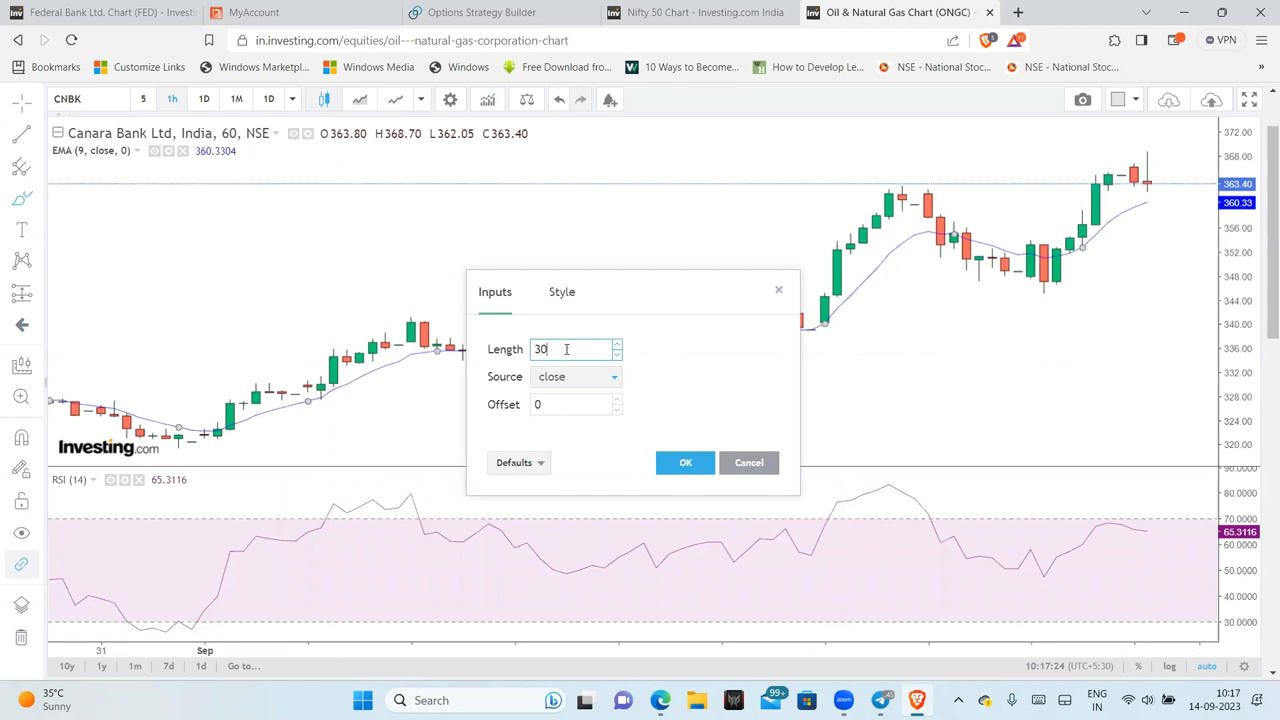 Federal Bank Ltd. Chart (FED) - Investi
MyAccount
Options Strategy Builder
Nifty 50 Chart - Investing.com India
Oil & Natural Gas Chart (ONGC)
in.investing.com/equities/oil---natural-gas-corporation-chart
5
11
VPN
Bookmarks
Customize Links
Windows Marketpl...
Windows Media
Windows
Free Download fro...
10 Ways to Become...
How to Develop Le...
NSE - National Stoc...
NSE - National Stoc...
CNBK
5
1h
1D
1M
1D
Canara Bank Ltd, India, 60, NSE
O363.80 H368.70 L362.05 C363.40
EMA (9, close, 0)
360.3304
372.00
368.00
363.40
360.33
356.00
352.00
348.00
344.00
340.00
336.00
332.00
328.00
324.00
320.00
Inputs
Style
Length
30
Source
close
Offset
0
Defaults
OK
Cancel
Investing.com
RSI (14)
65.3116
90.0000
80.0000
70.0000
65.3116
60.0000
50.0000
40.0000
30.0000
31
Sep
10y
1y
1m
7d
1d
Go to...
10:17:24 (UTC+5:30)
%
log
auto
35°C
Sunny
Search
99+
45
ENG
IN
10:17
14-09-2023